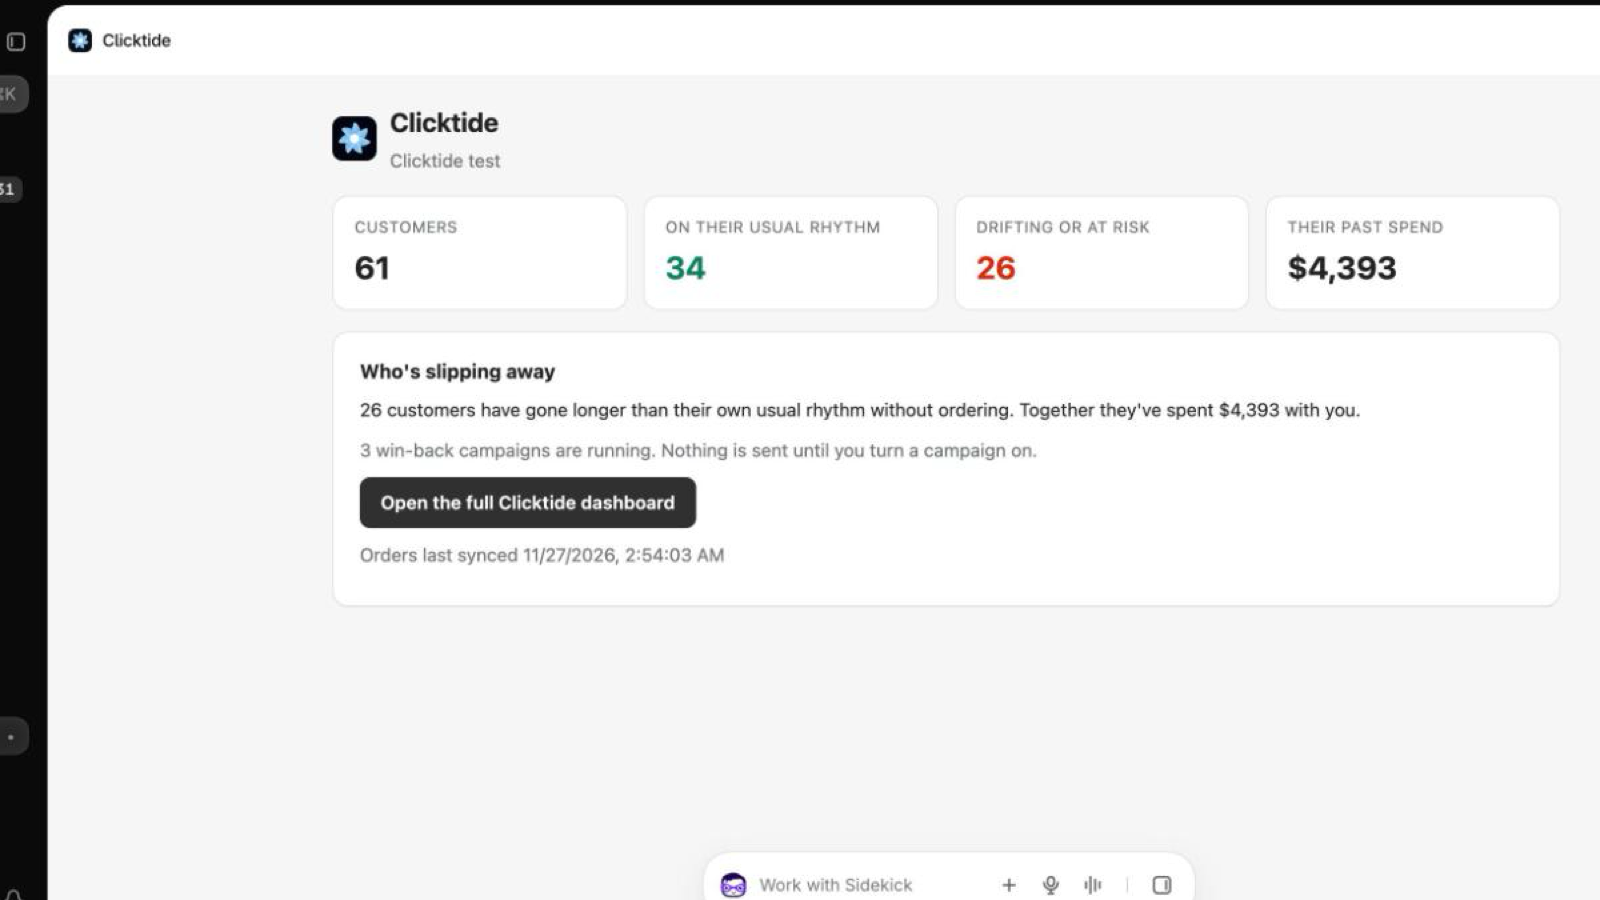 Clicktide
K
Clicktide
Clicktide test
CUSTOMERS
61
ON THEIR USUAL RHYTHM
34
DRIFTING OR AT RISK
26
THEIR PAST SPEND
$4,393
Who's slipping away
26 customers have gone longer than their own usual rhythm without ordering. Together they've spent $4,393 with you.
3 win-back campaigns are running. Nothing is sent until you turn a campaign on.
Open the full Clicktide dashboard
Orders last synced 11/27/2026, 2:54:03 AM
Work with Sidekick